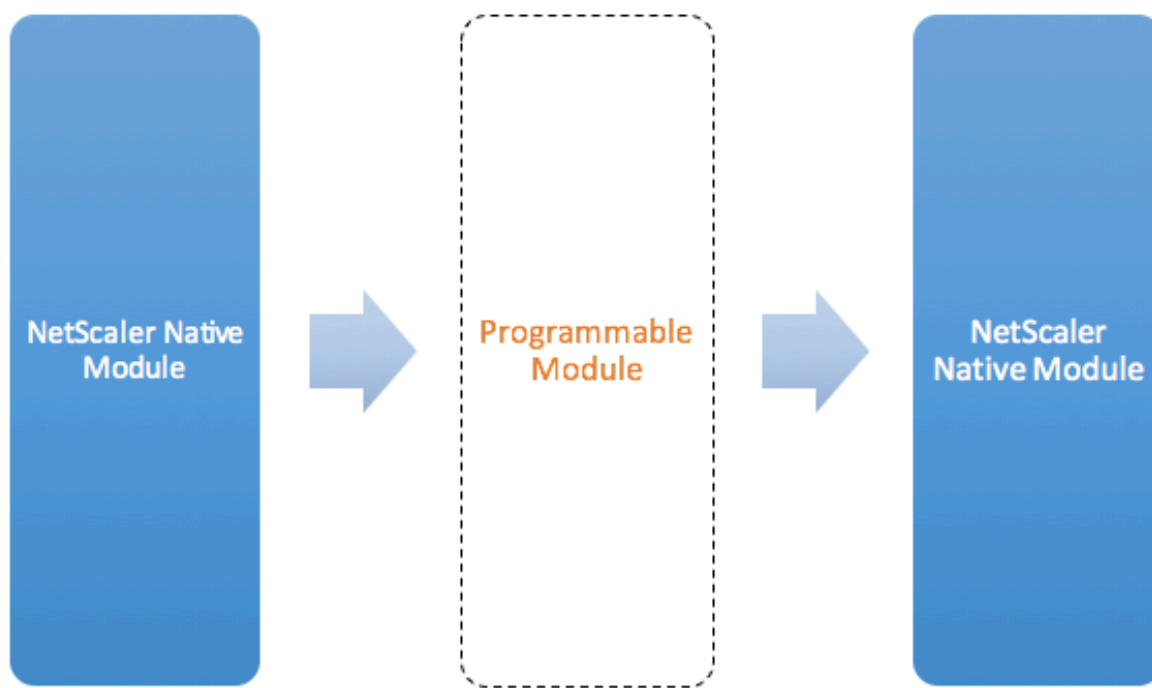 NetScaler Native
Module
Programmable
Module
NetScaler
Native Module